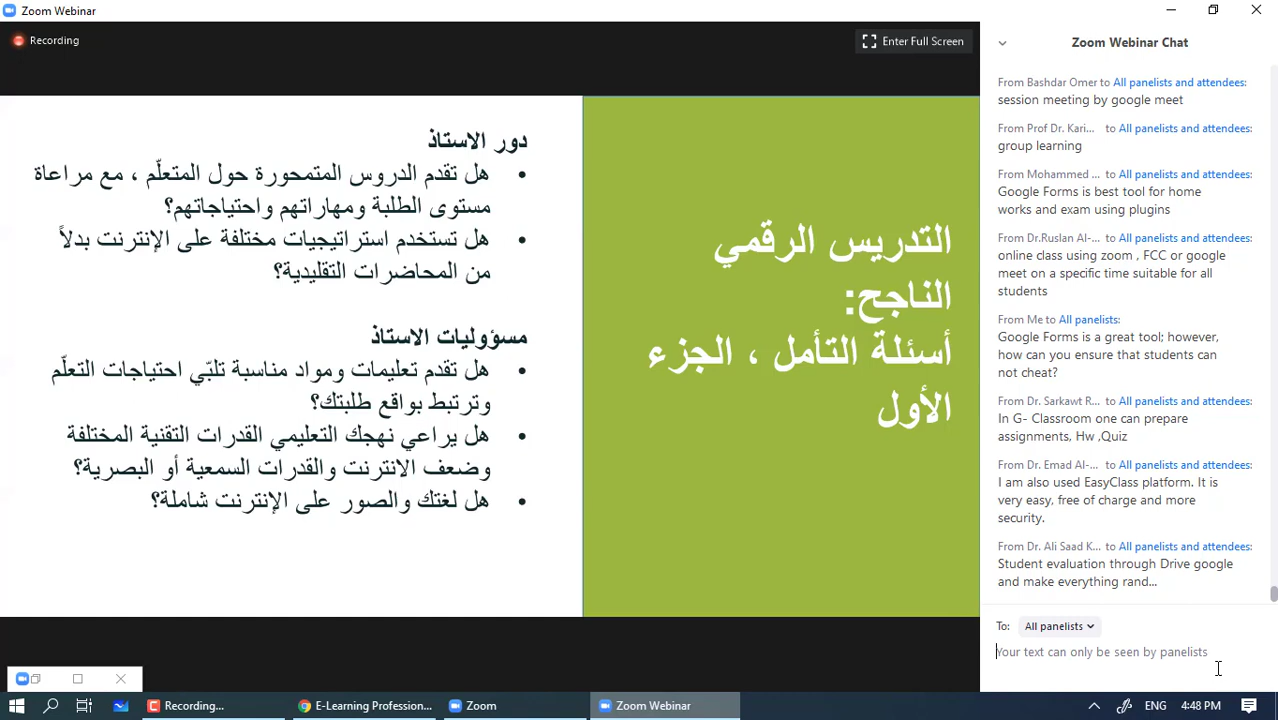 Zoom Webinar
Recording
Enter Full Screen
دور الاستاذ
• هل تقدم الدروس المتمحورة حول المتعلّم ، مع مراعاة
مستوى الطلبة ومهاراتهم واحتياجاتهم؟
• هل تستخدم استراتيجيات مختلفة على الإنترنت بدلاً
من المحاضرات التقليدية؟
مسؤوليات الاستاذ
• هل تقدم تعليمات ومواد مناسبة تلبّي احتياجات التعلّم
وترتبط بواقع طلبتك؟
• هل يراعي نهجك التعليمي القدرات التقنية المختلفة
وضعف الانترنت والقدرات السمعية أو البصرية؟
• هل لغتك والصور على الإنترنت شاملة؟
التدريس الرقمي
الناجح:
أسئلة التأمل ، الجزء
الأول
Zoom Webinar Chat
From Bashdar Omer to All panelists and attendees:
session meeting by google meet
From Prof Dr. Kari... to All panelists and attendees:
group learning
From Mohammed ... to All panelists and attendees:
Google Forms is best tool for home
works and exam using plugins
From Dr.Ruslan Al-... to All panelists and attendees:
online class using zoom , FCC or google
meet on a specific time suitable for all
students
From Me to All panelists:
Google Forms is a great tool; however,
how can you ensure that students can
not cheat?
From Dr. Sarkawt R... to All panelists and attendees:
In G- Classroom one can prepare
assignments, Hw ,Quiz
From Dr. Emad Al-... to All panelists and attendees:
I am also used EasyClass platform. It is
very easy, free of charge and more
security.
From Dr. Ali Saad K... to All panelists and attendees:
Student evaluation through Drive google
and make everything rand...
To: All panelists
Your text can only be seen by panelists
Recording...
E-Learning Profession...
Zoom
Zoom Webinar
ENG
4:48 PM